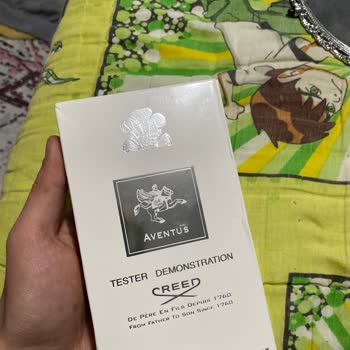 AVENTUS
TESTER DEMONSTRATION
CREED
DE PÈRE EN FILS DEPUIS 1760
FROM FATHER TO SON SINCE 1760